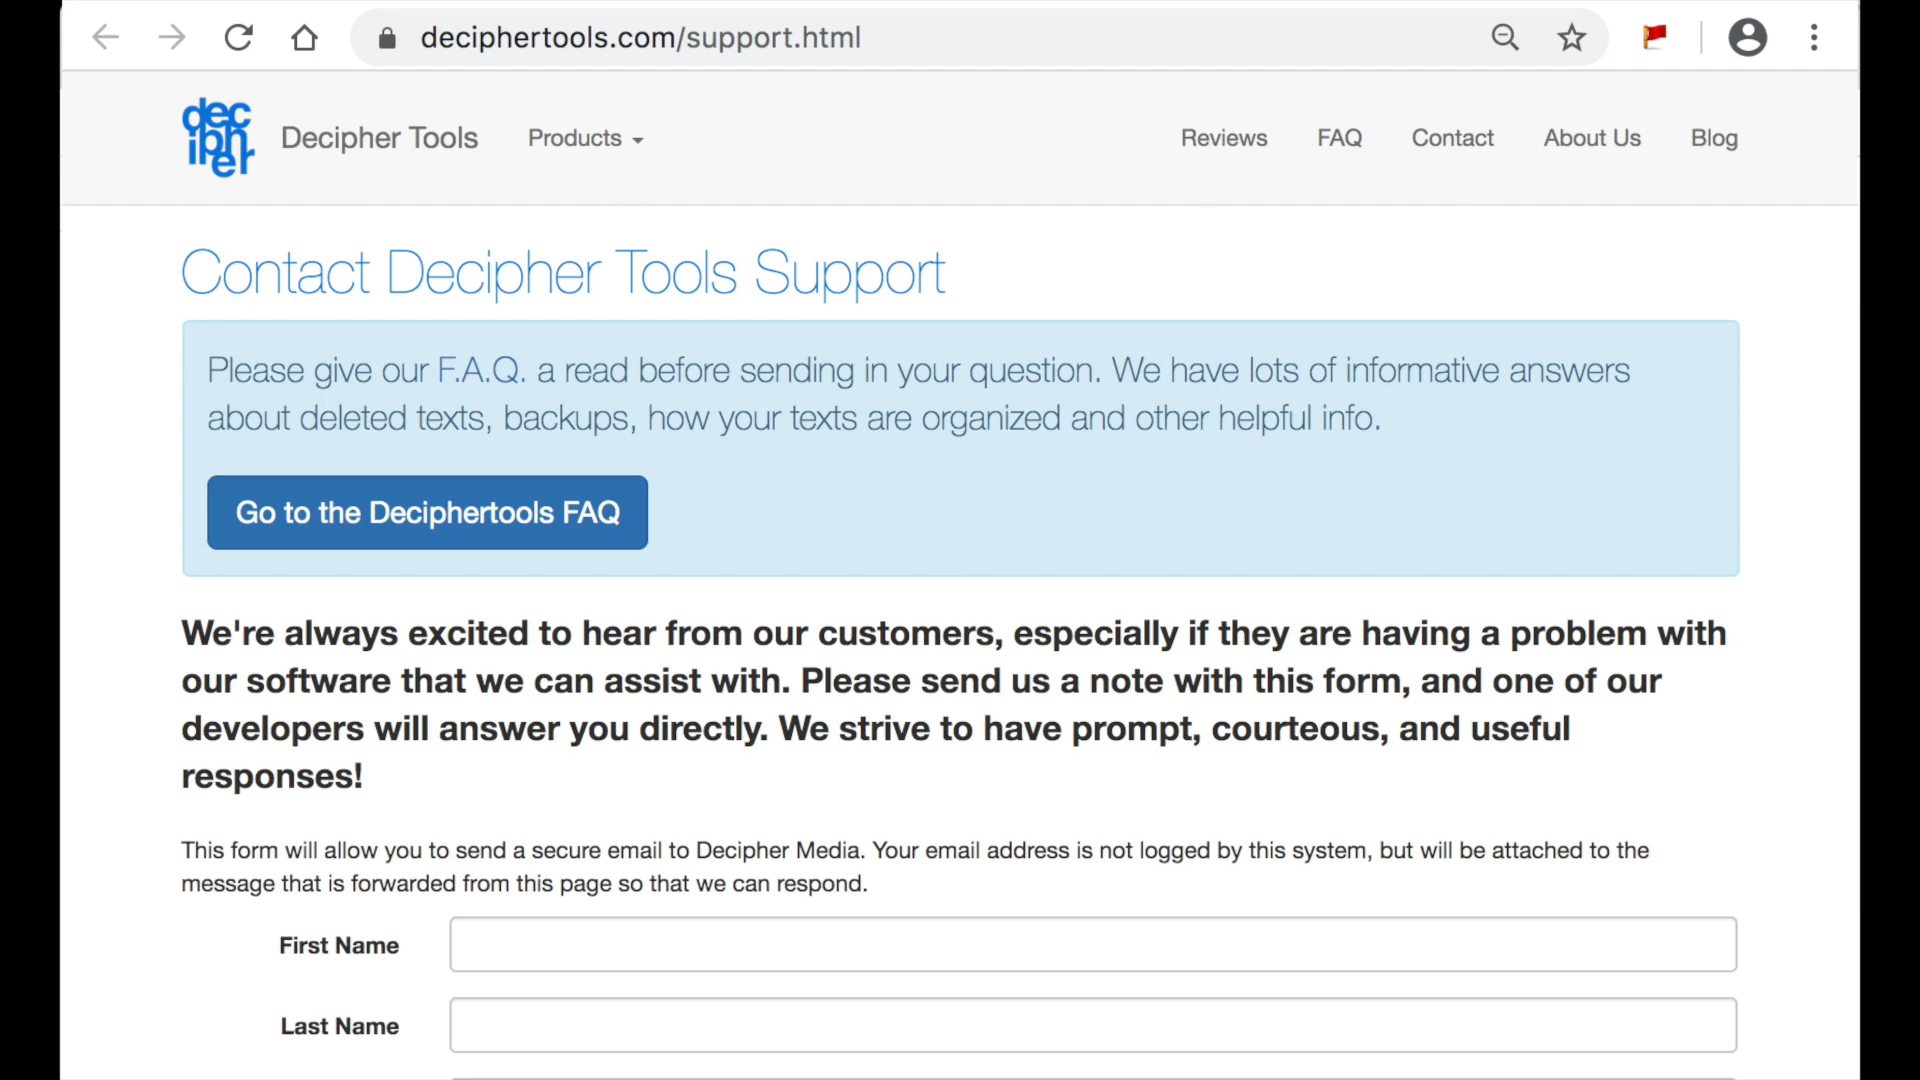 deciphertools.com/support.html
decipher
Decipher Tools
Products
Reviews
FAQ
Contact
About Us
Blog
Contact Decipher Tools Support
Please give our F.A.Q. a read before sending in your question. We have lots of informative answers
about deleted texts, backups, how your texts are organized and other helpful info.
Go to the Deciphertools FAQ
We're always excited to hear from our customers, especially if they are having a problem with
our software that we can assist with. Please send us a note with this form, and one of our
developers will answer you directly. We strive to have prompt, courteous, and useful
responses!
This form will allow you to send a secure email to Decipher Media. Your email address is not logged by this system, but will be attached to the
message that is forwarded from this page so that we can respond.
First Name
Last Name